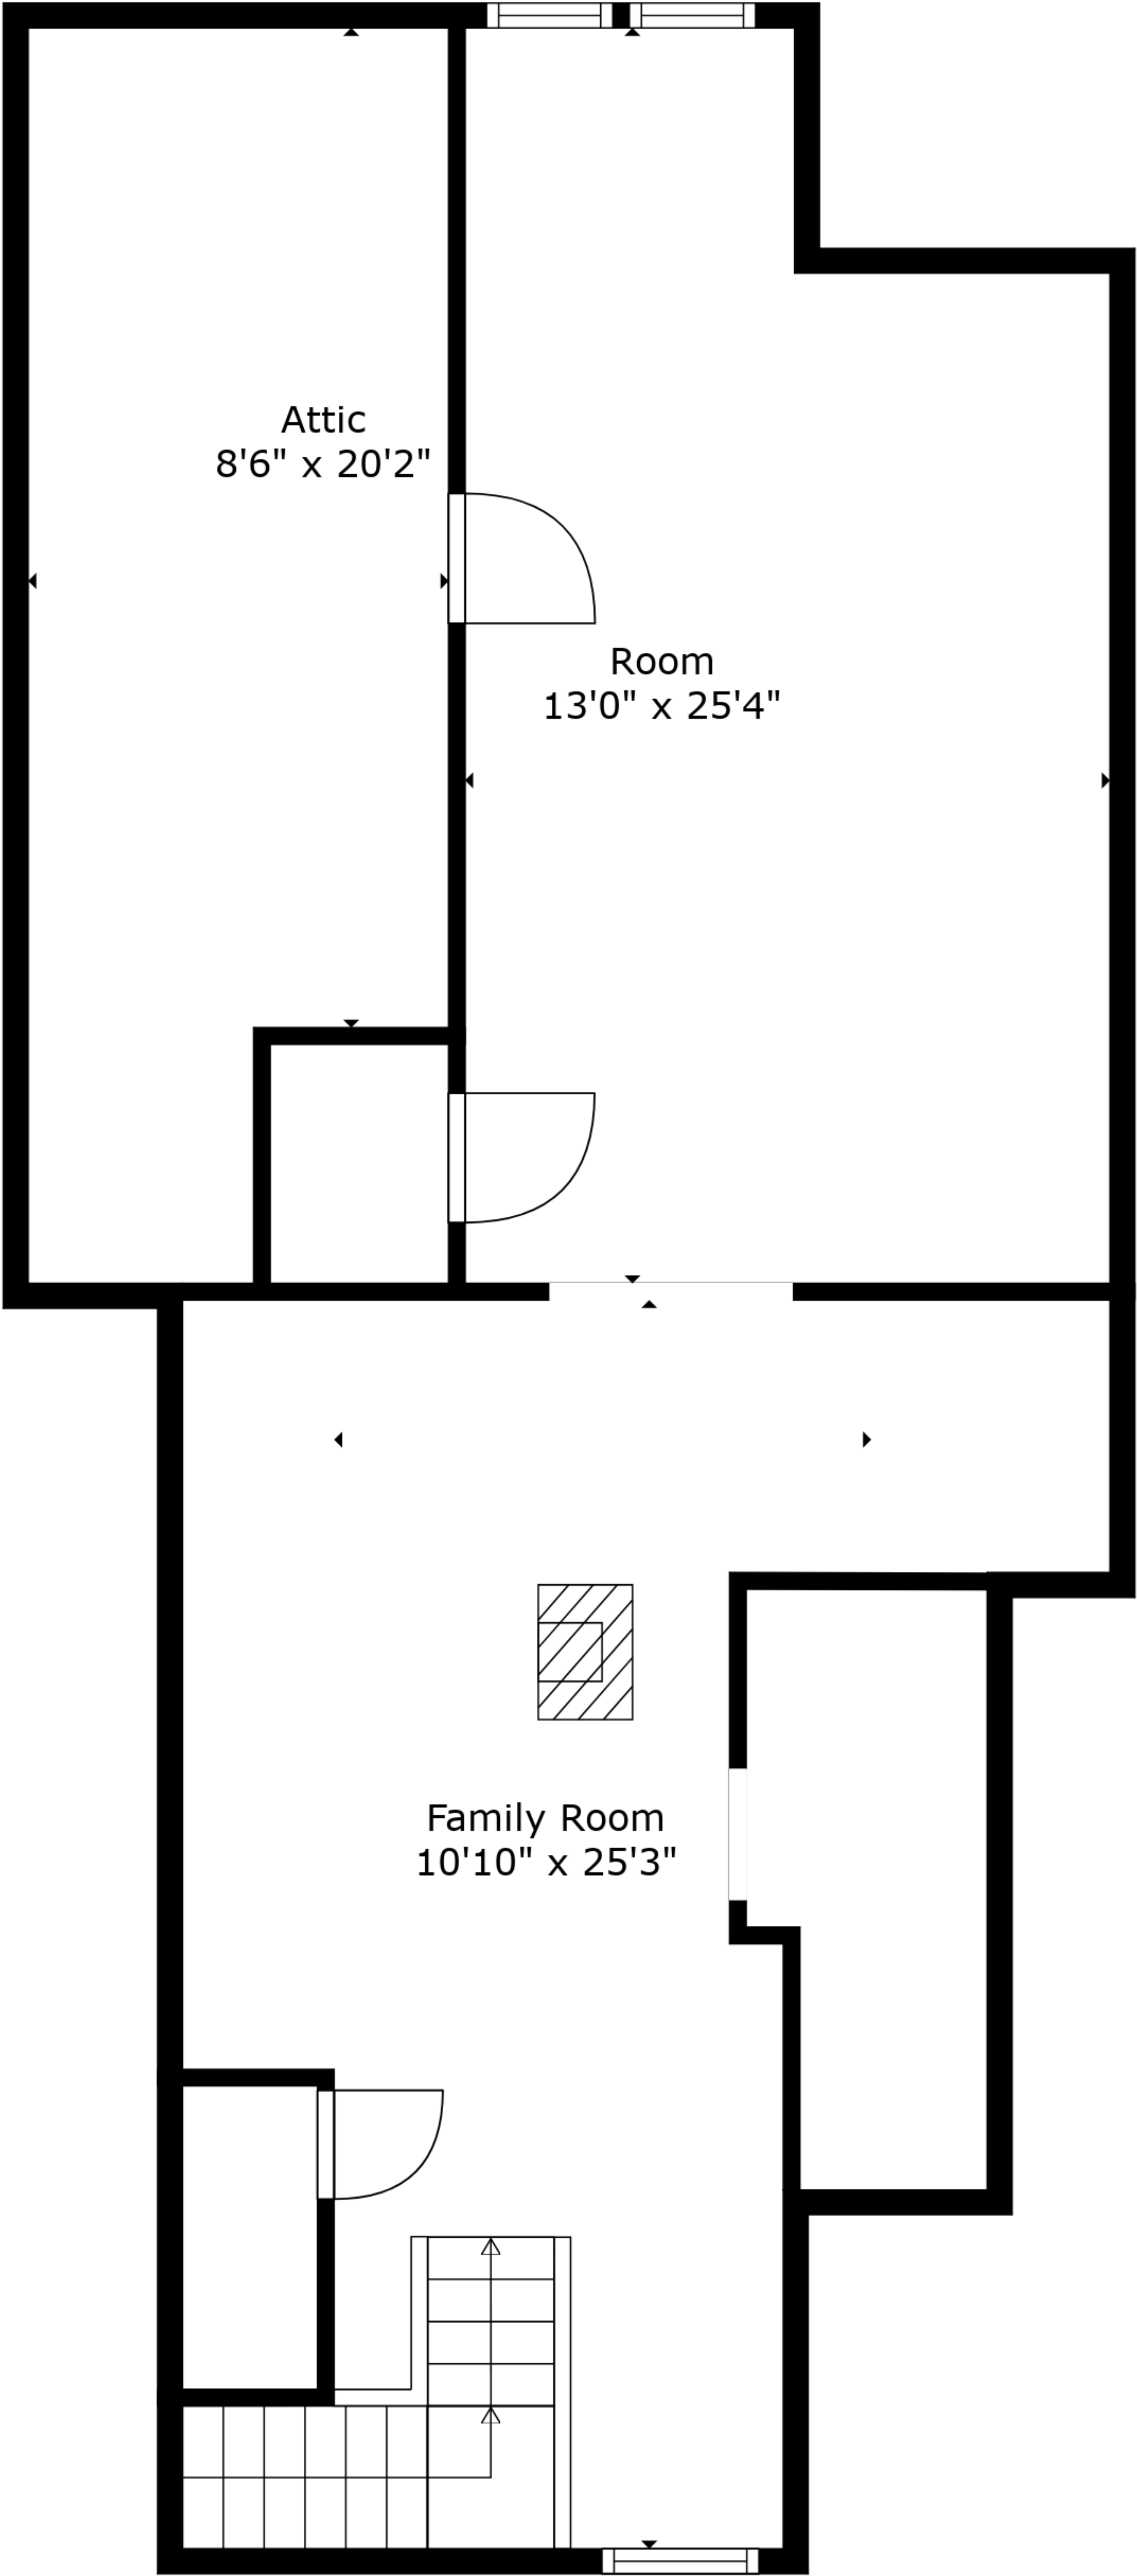 Attic
8'6" x 20'2"
Room
13'0" x 25'4"
Family Room
10'10" x 25'3"